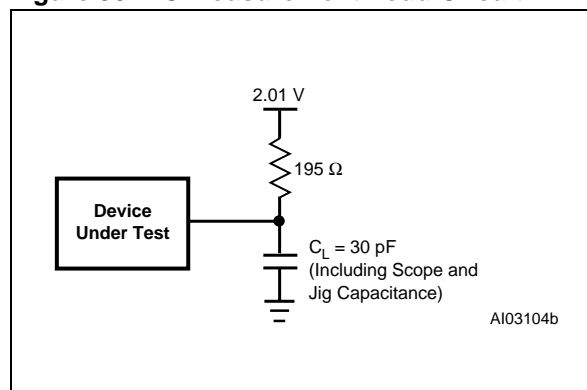 2.01 V
195 Ω
Device
Under Test
C_L = 30 pF
(Including Scope and
Jig Capacitance)
AI03104b